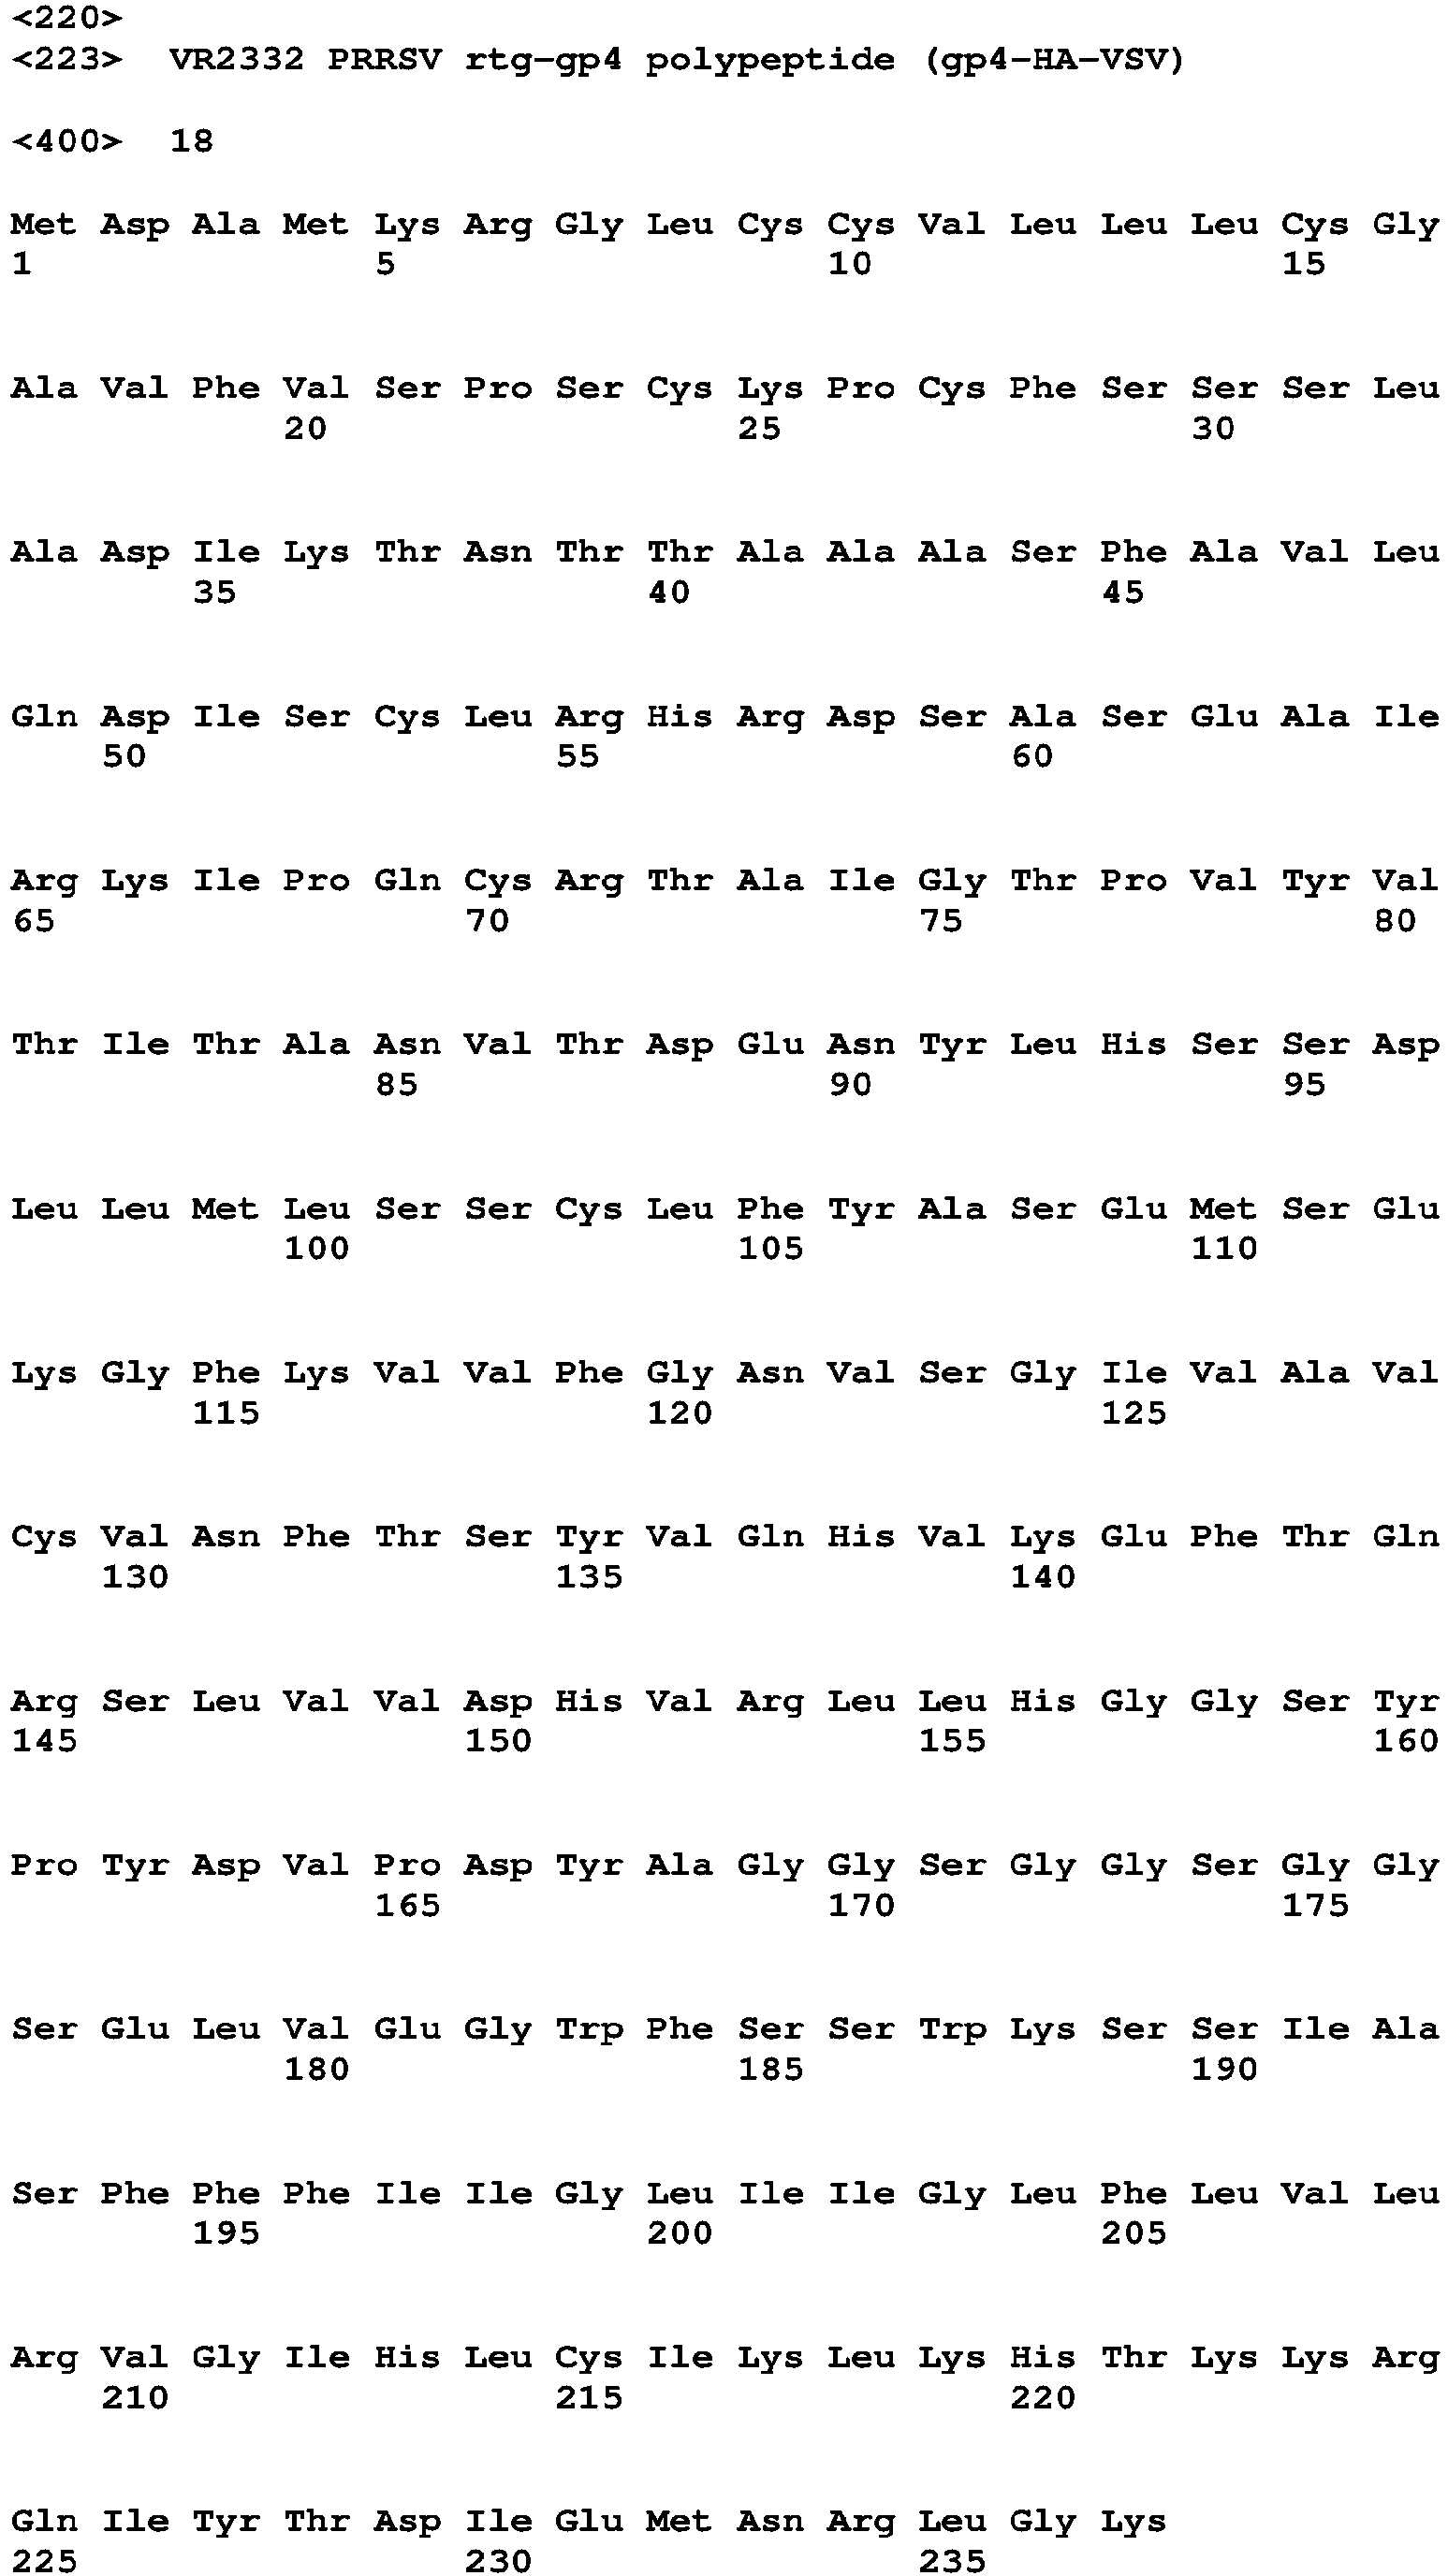 <220>
<223> VR2332 PRRSV rtg-gp4 polypeptide (gp4-HA-VSV)
<400> 18
Met Asp Ala Met Lys Arg Gly Leu Cys Cys Val Leu Leu Leu Cys Gly
1 5 10 15
Ala Val Phe Val Ser Pro Ser Cys Lys Pro Cys Phe Ser Ser Ser Leu
20 25 30
Ala Asp Ile Lys Thr Asn Thr Thr Ala Ala Ala Ser Phe Ala Val Leu
35 40 45
Gln Asp Ile Ser Cys Leu Arg His Arg Asp Ser Ala Ser Glu Ala Ile
50 55 60
Arg Lys Ile Pro Gln Cys Arg Thr Ala Ile Gly Thr Pro Val Tyr Val
65 70 75 80
Thr Ile Thr Ala Asn Val Thr Asp Glu Asn Tyr Leu His Ser Ser Asp
85 90 95
Leu Leu Met Leu Ser Ser Cys Leu Phe Tyr Ala Ser Glu Met Ser Glu
100 105 110
Lys Gly Phe Lys Val Val Phe Gly Asn Val Ser Gly Ile Val Ala Val
115 120 125
Cys Val Asn Phe Thr Ser Tyr Val Gln His Val Lys Glu Phe Thr Gln
130 135 140
Arg Ser Leu Val Val Asp His Val Arg Leu Leu His Gly Gly Ser Tyr
145 150 155 160
Pro Tyr Asp Val Pro Asp Tyr Ala Gly Gly Ser Gly Gly Ser Gly Gly
165 170 175
Ser Glu Leu Val Glu Gly Trp Phe Ser Ser Trp Lys Ser Ser Ile Ala
180 185 190
Ser Phe Phe Phe Ile Ile Gly Leu Ile Ile Gly Leu Phe Leu Val Leu
195 200 205
Arg Val Gly Ile His Leu Cys Ile Lys Leu Lys His Thr Lys Lys Arg
210 215 220
Gln Ile Tyr Thr Asp Ile Glu Met Asn Arg Leu Gly Lys
225 230 235